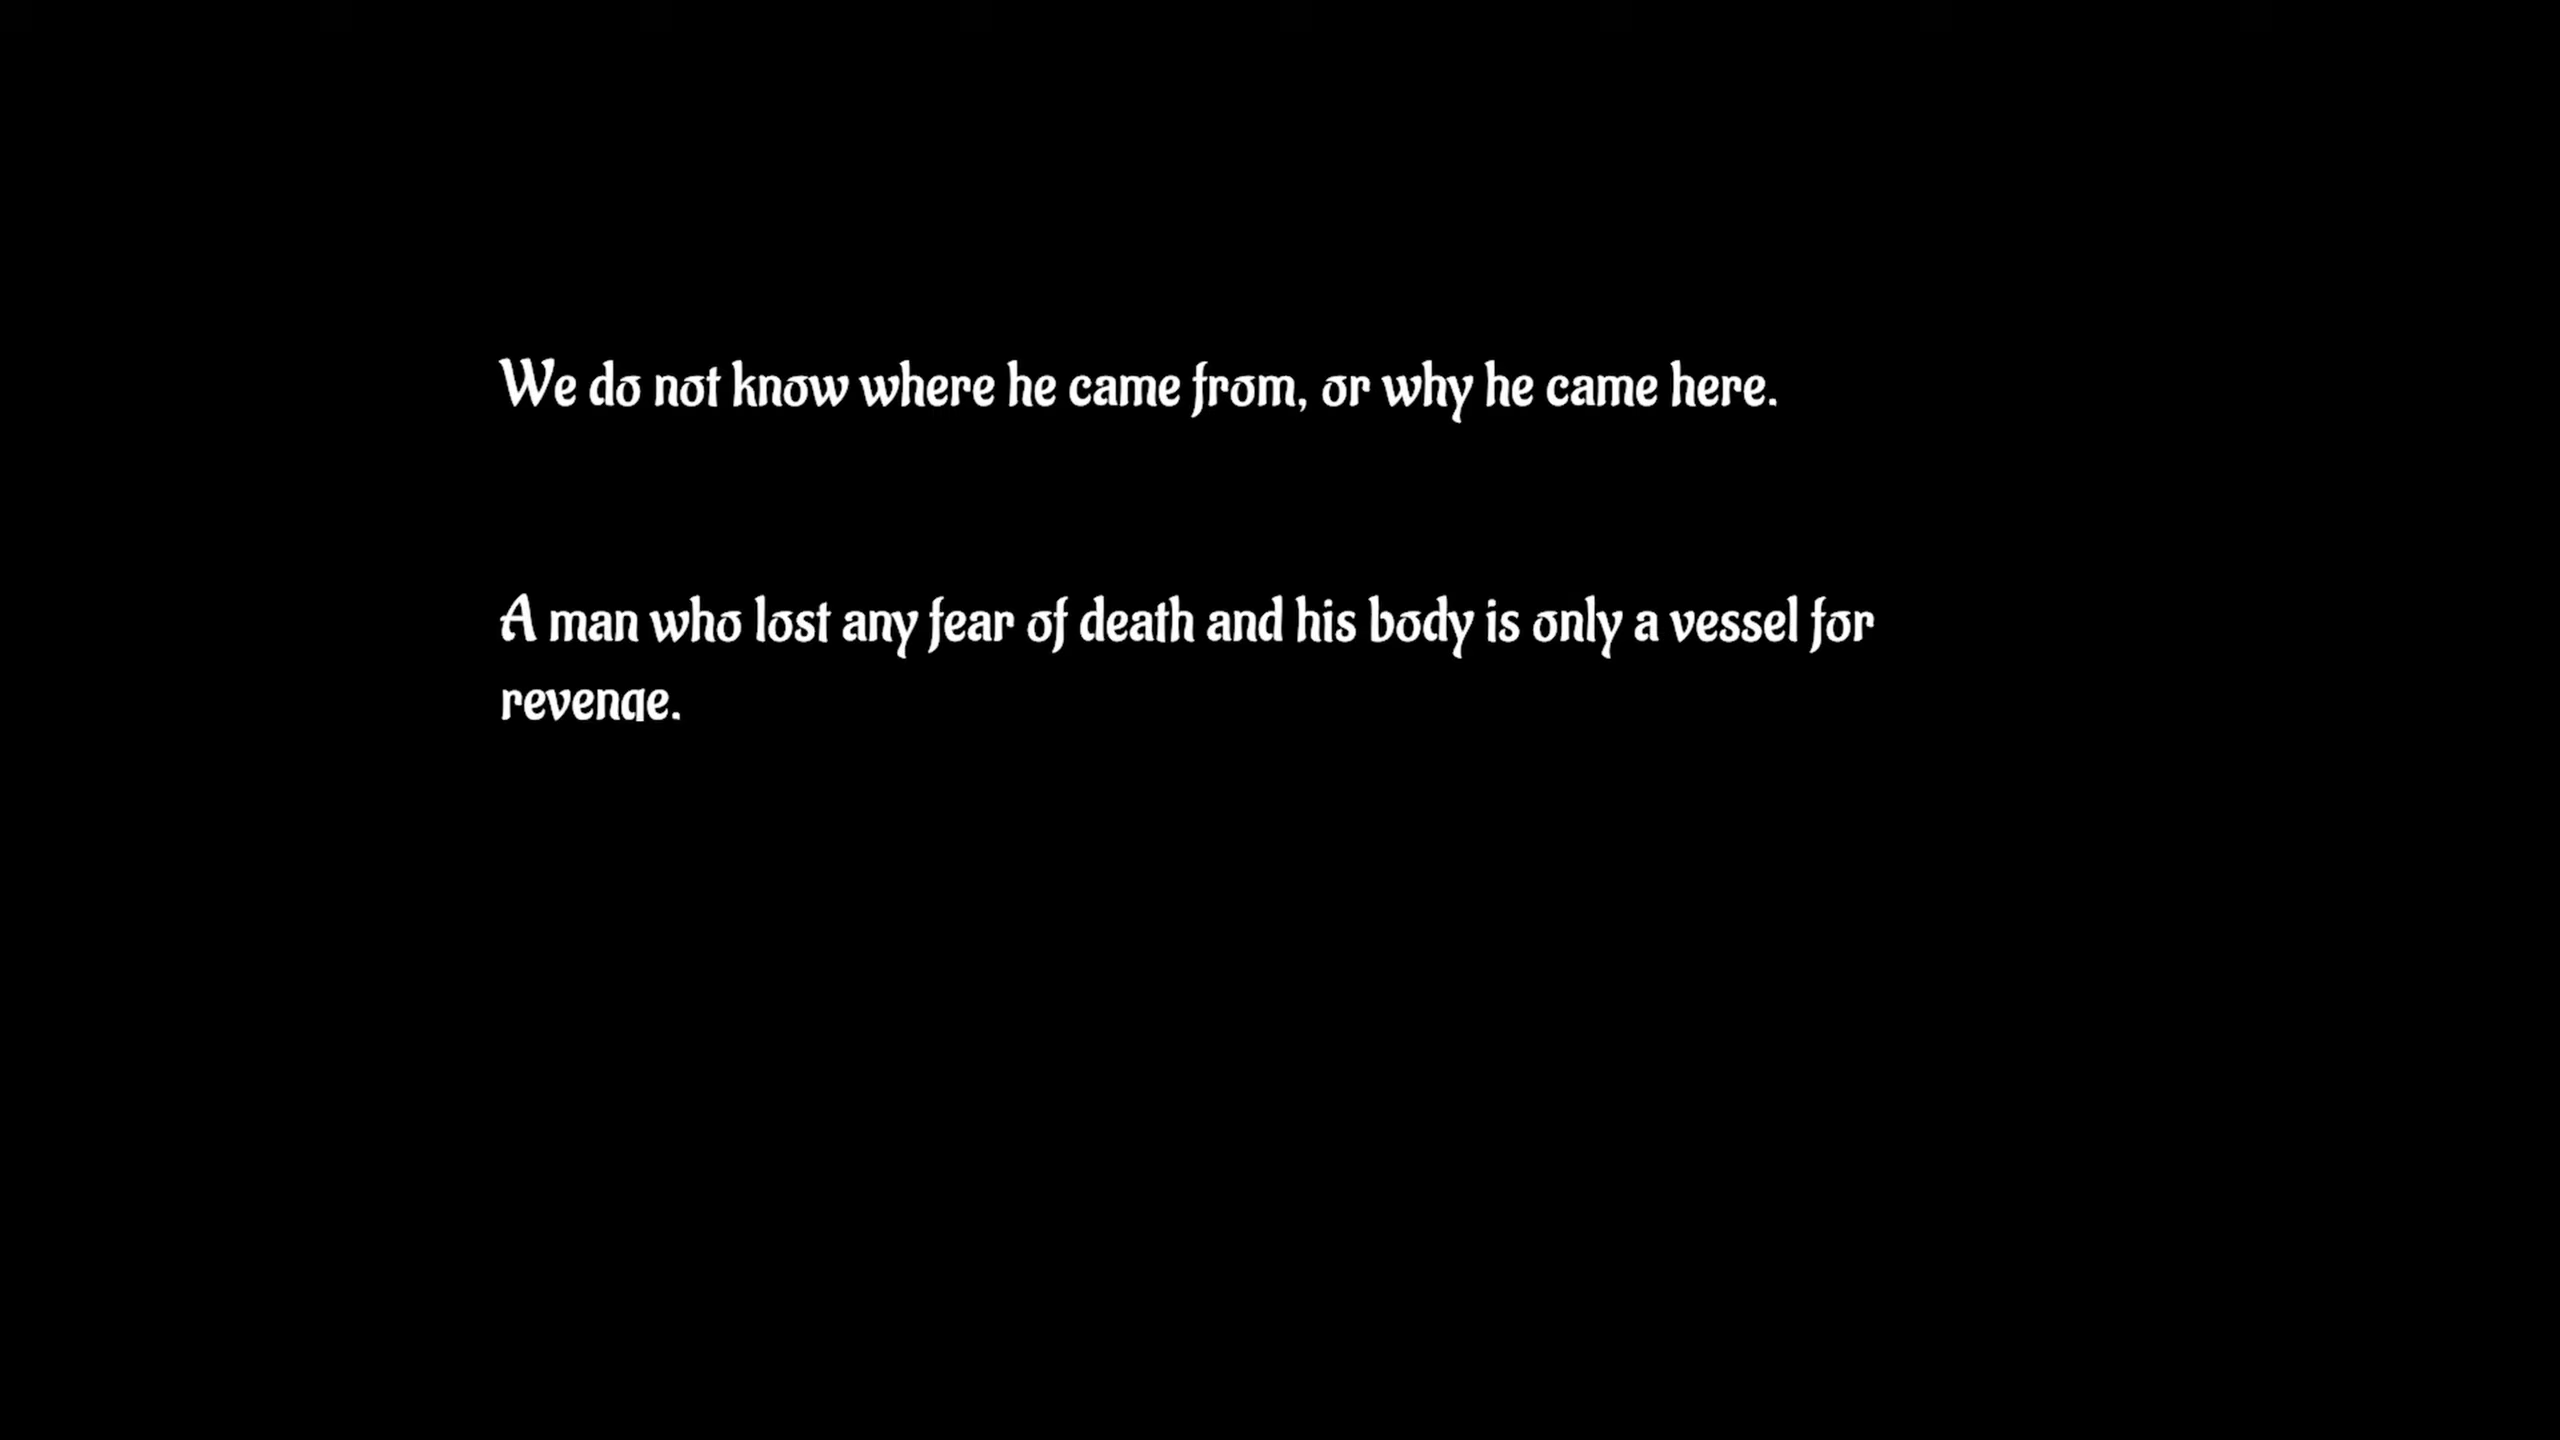 We do not know where he came from, or why he came here.
A man who lost any fear of death and his body is only a vessel for
revenge.